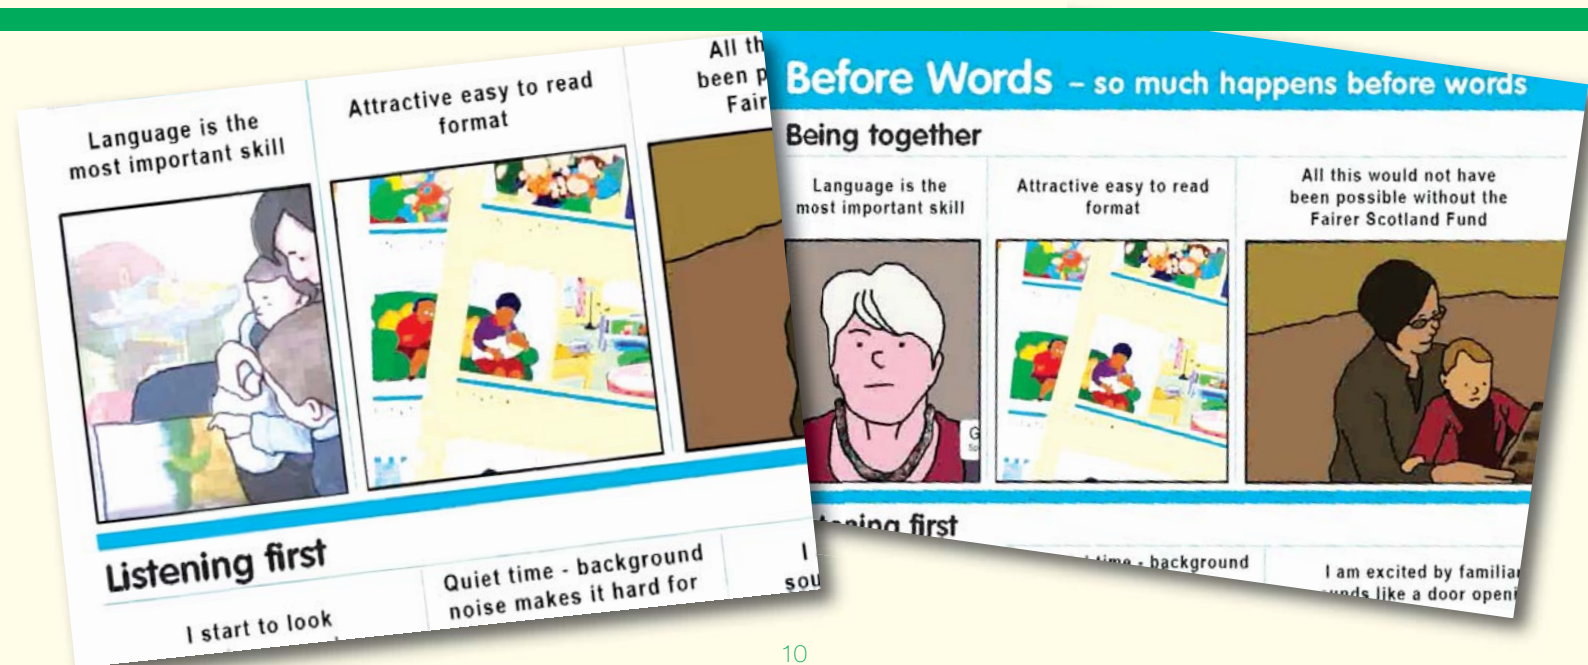 Language is the
most important skill
Attractive easy to read
format
All th
been p
Fair
Listening first
I start to look
Quiet time - background
noise makes it hard for
I
sou
Before Words – so much happens before words
Being together
Language is the
most important skill
Attractive easy to read
format
All this would not have
been possible without the
Fairer Scotland Fund
G
first
background
I am excited by familiar
like a door openi
10